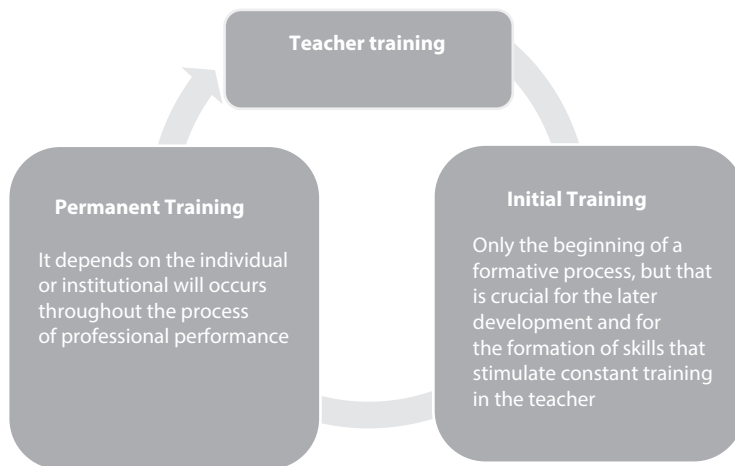 Teacher training
Permanent Training
It depends on the individual
or institutional will occurs
throughout the process
of professional performance
Initial Training
Only the beginning of a
formative process, but that
is crucial for the later
development and for
the formation of skills that
stimulate constant training
in the teacher